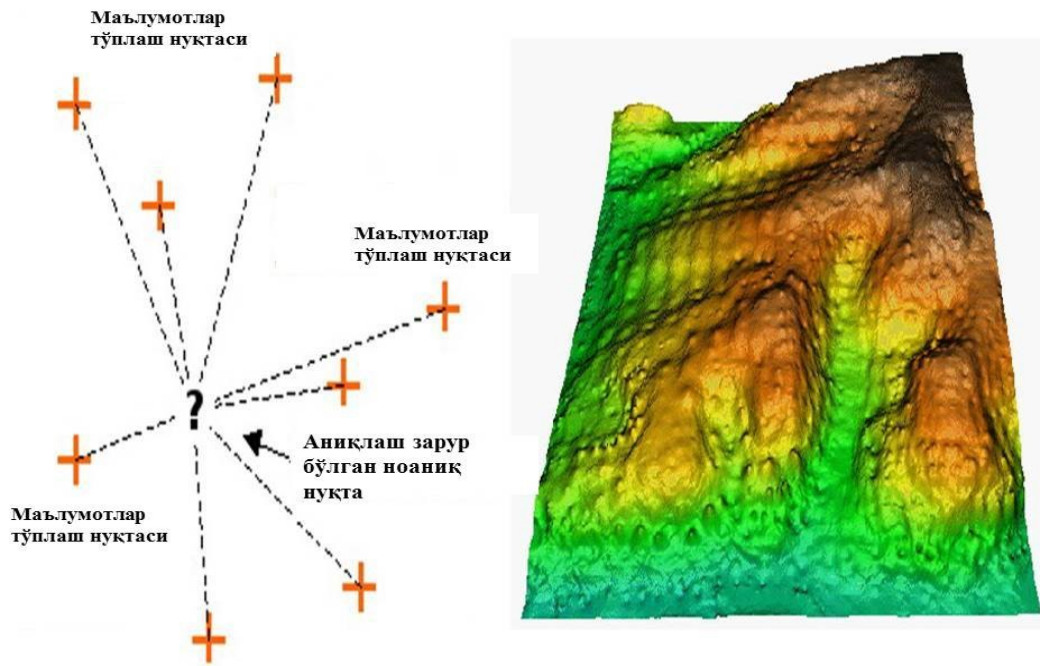 Маълумотлар
тўплаш нуқтаси
Маълумотлар
тўплаш нуқтаси
?
Аниқлаш зарур
бўлган ноаниқ
нуқта
Маълумотлар
тўплаш нуқтаси